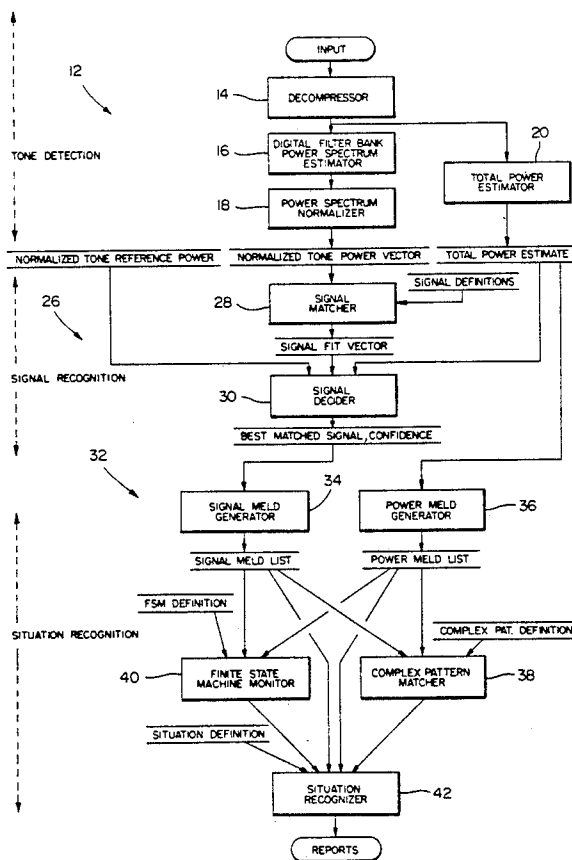 INPUT
12
14
DECOMPRESSOR
16
DIGITAL FILTER BANK
POWER SPECTRUM
ESTIMATOR
20
TOTAL POWER
ESTIMATOR
TONE DETECTION
18
POWER SPECTRUM
NORMALIZER
NORMALIZED TONE REFERENCE POWER
NORMALIZED TONE POWER VECTOR
TOTAL POWER ESTIMATE
SIGNAL DEFINITIONS
28
SIGNAL
MATCHER
26
SIGNAL FIT VECTOR
SIGNAL RECOGNITION
30
SIGNAL
DECIDER
BEST MATCHED SIGNAL, CONFIDENCE
32
34
SIGNAL MELD
GENERATOR
POWER MELD
GENERATOR
36
SIGNAL MELD LIST
POWER MELD LIST
FSM DEFINITION
COMPLEX PAT. DEFINITION
SITUATION RECOGNITION
40
FINITE STATE
MACHINE MONITOR
COMPLEX PATTERN
MATCHER
38
SITUATION DEFINITION
SITUATION
RECOGNIZER
42
REPORTS